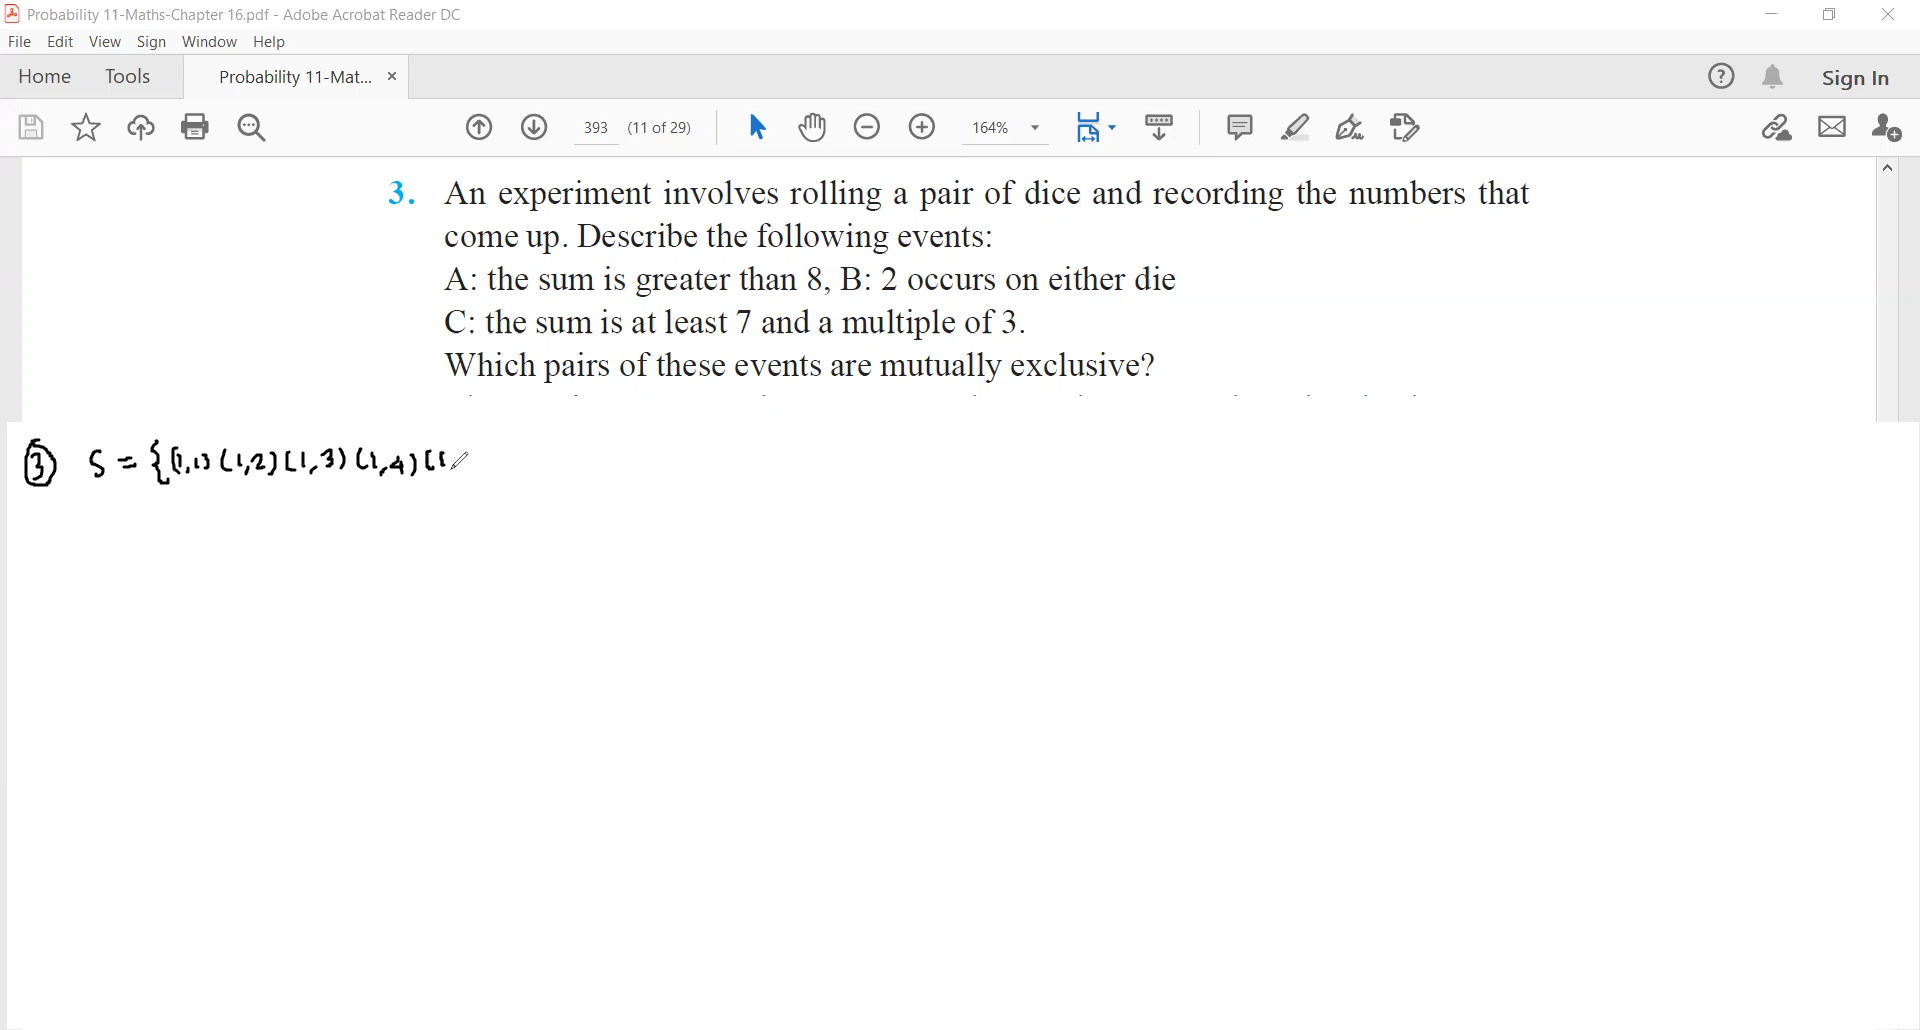 Probability 11-Maths-Chapter 16.pdf - Adobe Acrobat Reader DC
File Edit View Sign Window Help
Home Tools Probability 11-Mat... × Sign In
393 (11 of 29) 164%
3. An experiment involves rolling a pair of dice and recording the numbers that
come up. Describe the following events:
A: the sum is greater than 8, B: 2 occurs on either die
C: the sum is at least 7 and a multiple of 3.
Which pairs of these events are mutually exclusive?
③ S = {(1,1) (1,2) (1,3) (1,4) (1